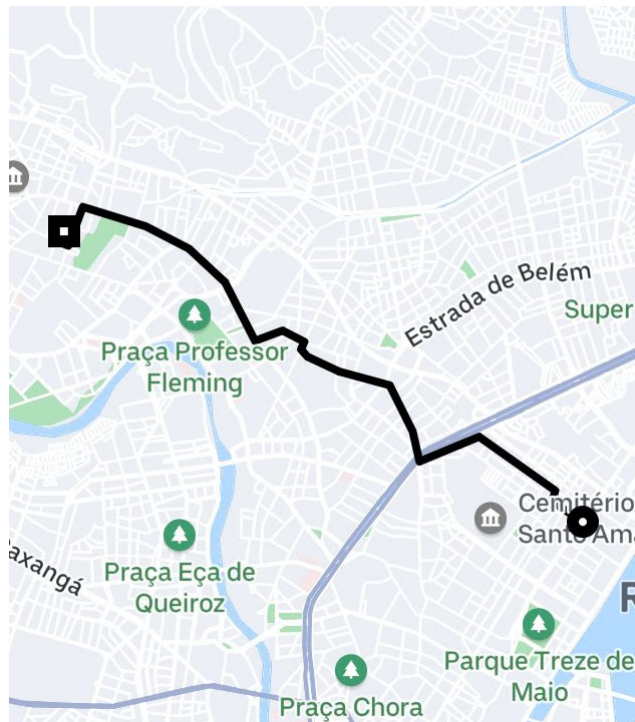 Estrada de Belém
Super
Praça Professor
Fleming
Cemitério
Santo Ama
axangá
Praça Eça de
Queiroz
R
Parque Treze de
Maio
Praça Chora